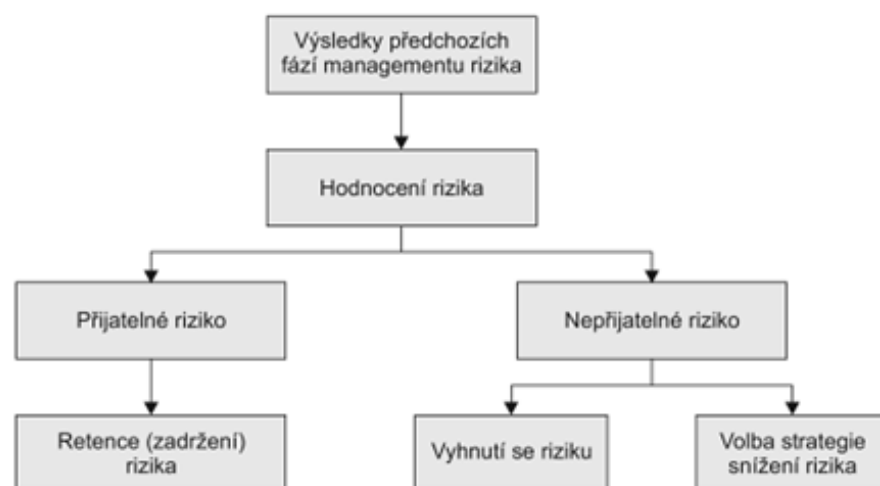 Výsledky předchozích
fází managementu rizika
Hodnocení rizika
Přijatelné riziko
Nepřijatelné riziko
Retence (zadržení)
rizika
Vyhnutí se riziku
Volba strategie
snížení rizika